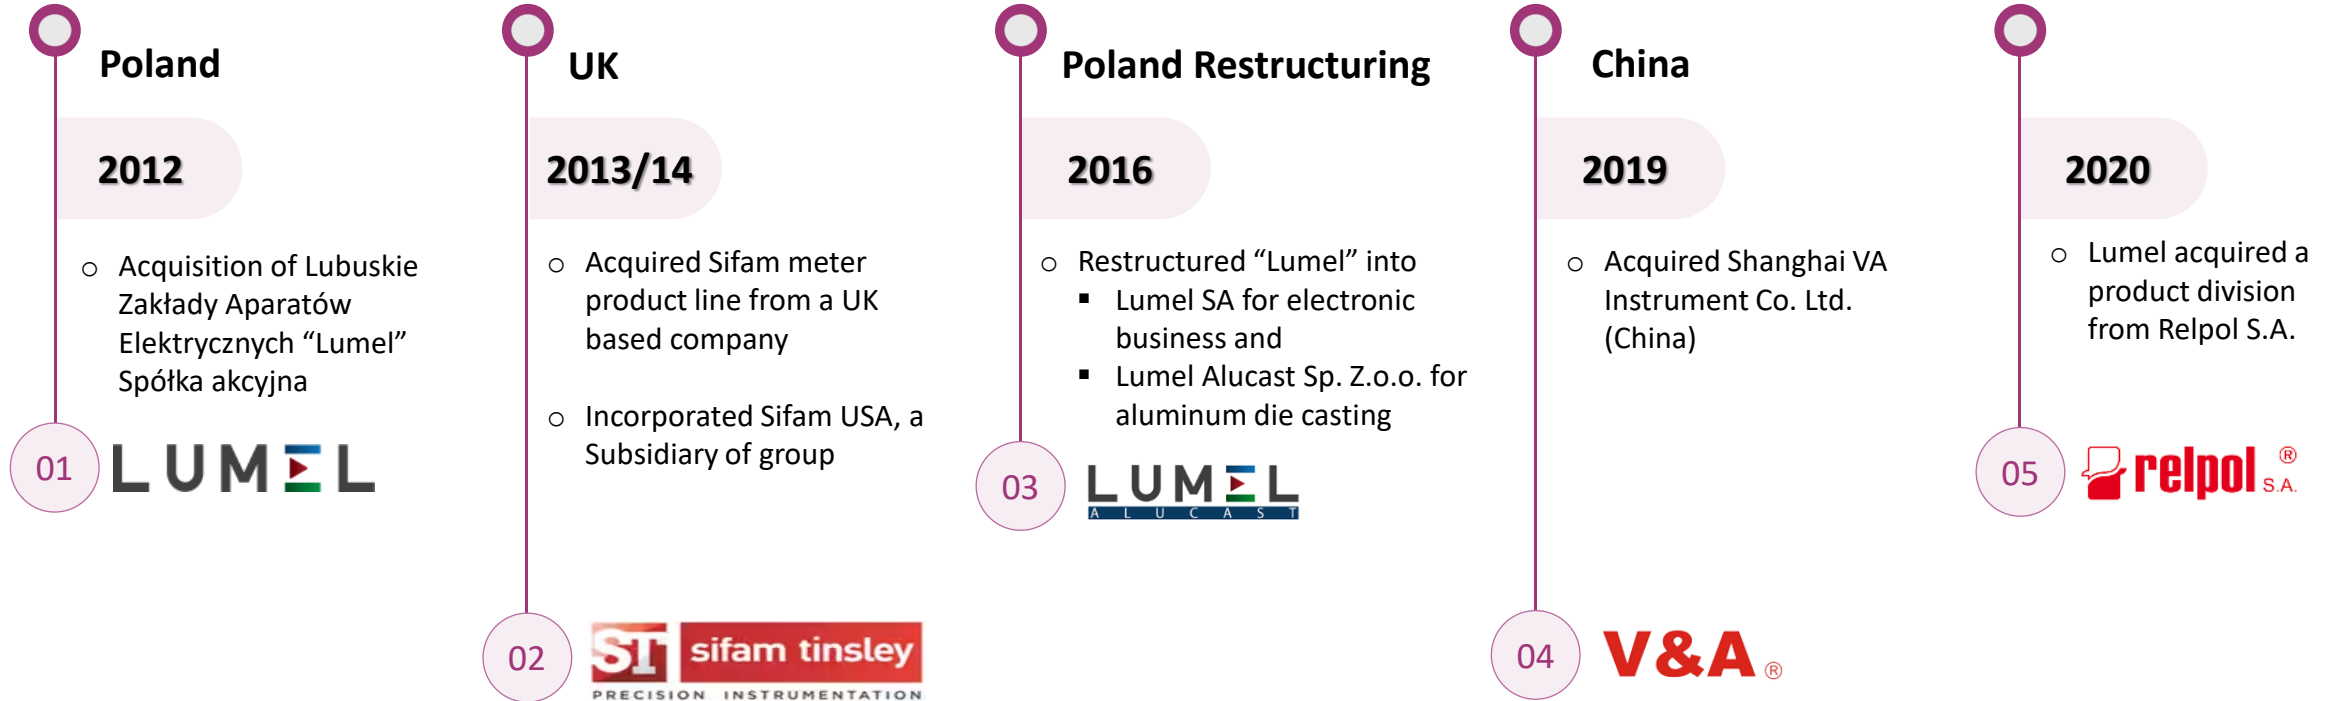 Poland
2012
o Acquisition of Lubuskie
Zakłady Aparatów
Elektrycznych “Lumel”
Spółka akcyjna
01
LUMEL
UK
2013/14
o Acquired Sifam meter
product line from a UK
based company
o Incorporated Sifam USA, a
Subsidiary of group
02
ST sifam tinsley
PRECISION INSTRUMENTATION
Poland Restructuring
2016
o Restructured “Lumel” into
▪ Lumel SA for electronic
business and
▪ Lumel Alucast Sp. Z.o.o. for
aluminum die casting
03
LUMEL
ALUCAST
China
2019
o Acquired Shanghai VA
Instrument Co. Ltd.
(China)
04
V&A ®
2020
o Lumel acquired a
product division
from Relpol S.A.
05
relpol S.A. ®